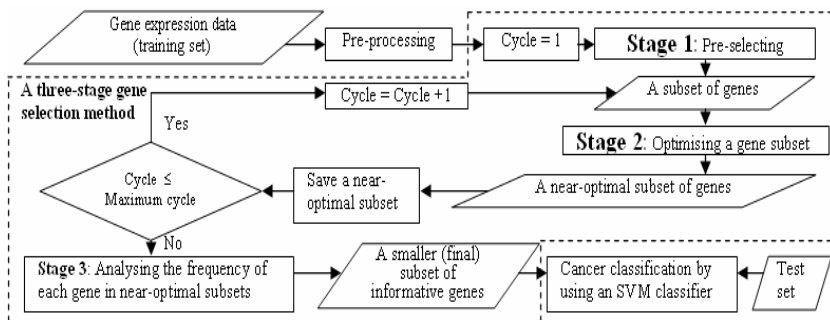 Gene expression data
(training set)
Pre-processing
Cycle = 1
Stage 1: Pre-selecting
A three-stage gene
selection method
Cycle = Cycle +1
A subset of genes
Yes
Stage 2: Optimising a gene subset
Cycle ≤
Maximum cycle
Save a near-
optimal subset
A near-optimal subset of genes
No
Stage 3: Analysing the frequency of
each gene in near-optimal subsets
A smaller (final)
subset of
informative genes
Cancer classification by
using an SVM classifier
Test
set